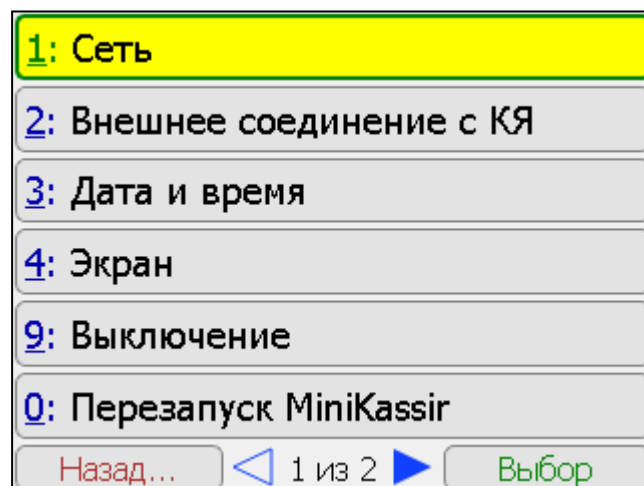 1: Сеть
2: Внешнее соединение с КЯ
3: Дата и время
4: Экран
9: Выключение
0: Перезапуск MiniKassir
Назад... 1 из 2 Выбор